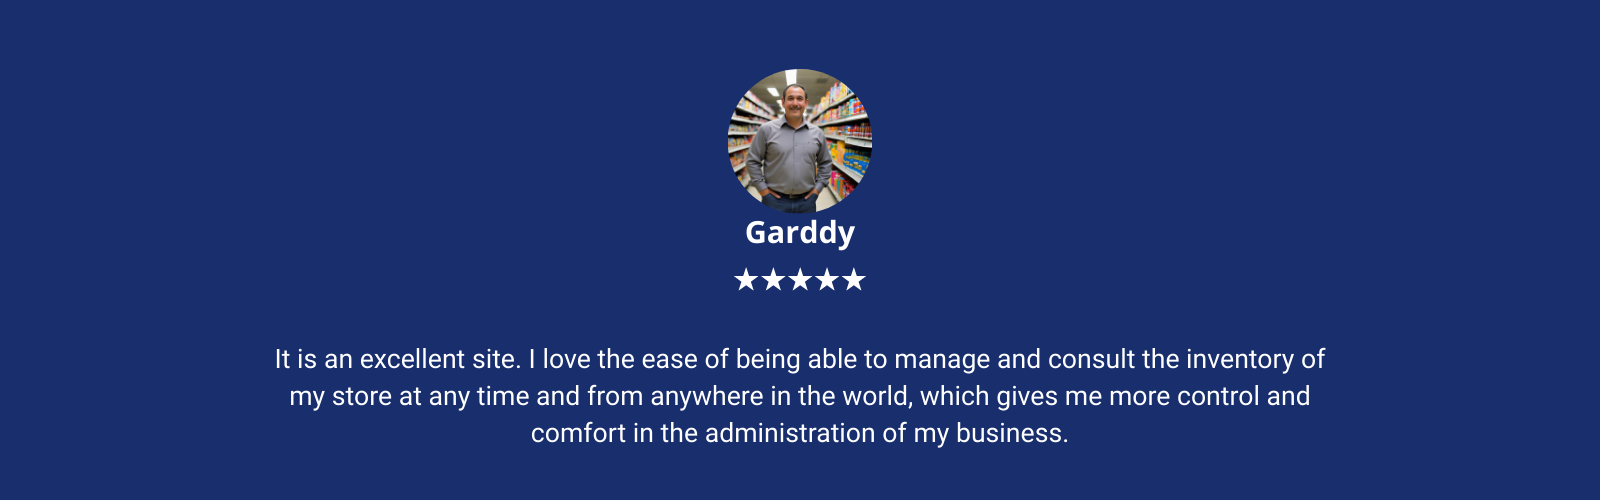 Garddy
★★★★★
It is an excellent site. I love the ease of being able to manage and consult the inventory of
my store at any time and from anywhere in the world, which gives me more control and
comfort in the administration of my business.